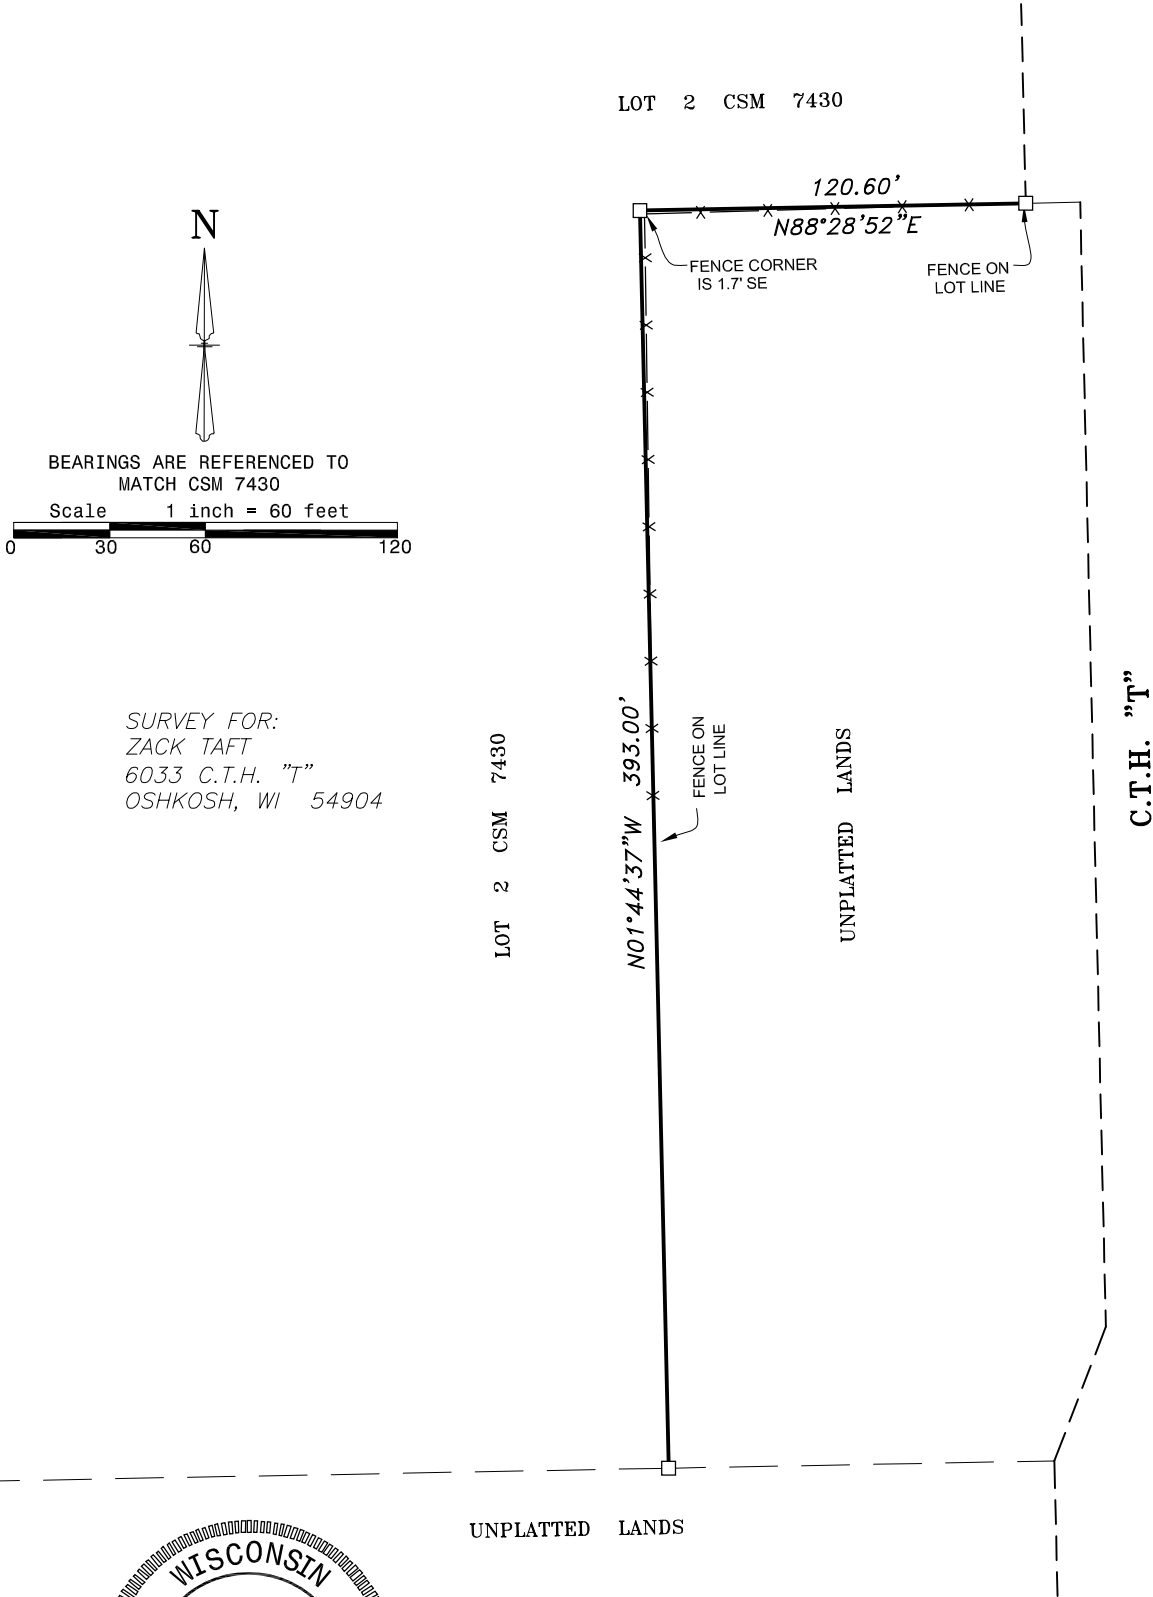 LOT 2 CSM 7430
120.60'
N88°28'52"E
FENCE CORNER
IS 1.7' SE
FENCE ON
LOT LINE
N
BEARINGS ARE REFERENCED TO
MATCH CSM 7430
Scale 1 inch = 60 feet
0 30 60 120
SURVEY FOR:
ZACK TAFT
6033 C.T.H. "T"
OSHKOSH, WI 54904
LOT 2 CSM 7430
N01°44'37"W 393.00'
FENCE ON
LOT LINE
UNPLATTED LANDS
C.T.H. "T"
UNPLATTED LANDS
WISCONSIN